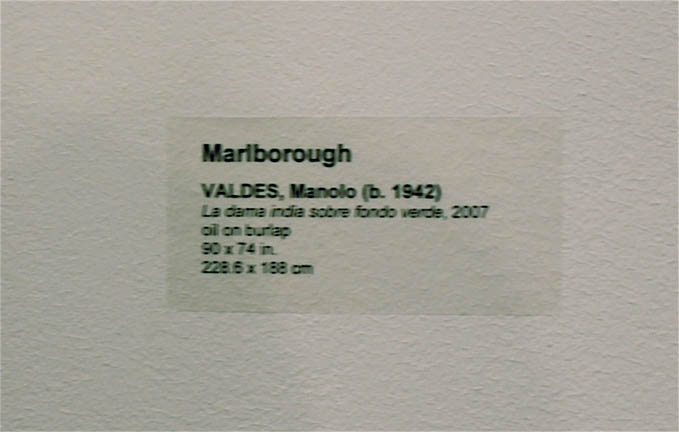 Marlborough
VALDES, Manolo (b. 1942)
La dama india sobre fondo verde, 2007
oil on burlap
90 x 74 in.
228.6 x 188 cm